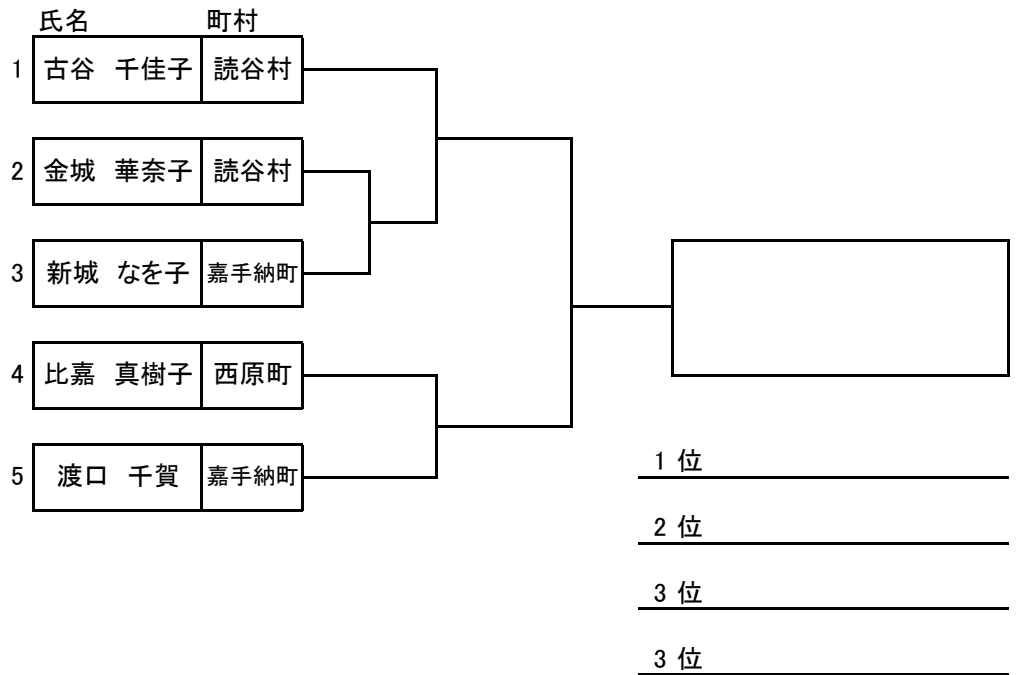 氏名 町村
1 古谷 千佳子 読谷村
2 金城 華奈子 読谷村
3 新城 なを子 嘉手納町
4 比嘉 真樹子 西原町
5 渡口 千賀 嘉手納町
1 位
2 位
3 位
3 位